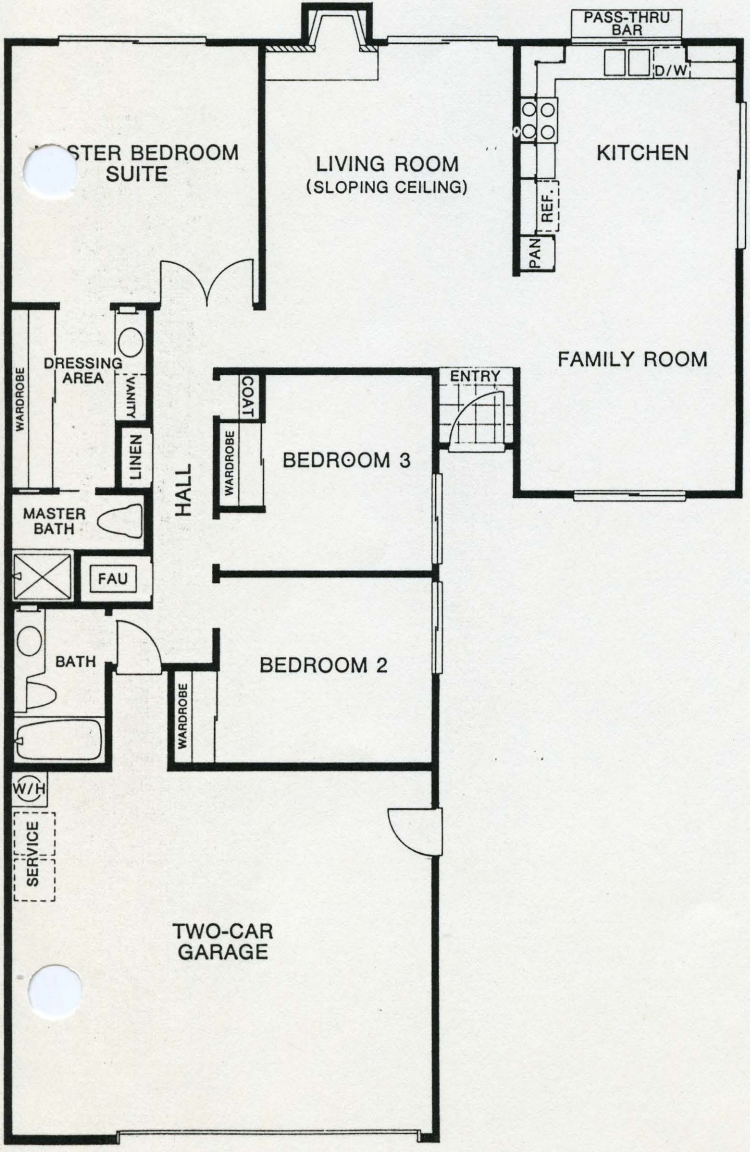 PASS-THRU
BAR
D/W
STER BEDROOM
SUITE
LIVING ROOM
(SLOPING CEILING)
KITCHEN
REF.
PAN
FAMILY ROOM
ENTRY
DRESSING
AREA
WARDROBE
VANITY
COAT
LINEN
WARDROBE
BEDROOM 3
HALL
MASTER
BATH
FAU
BATH
BEDROOM 2
WARDROBE
W/H
SERVICE
TWO-CAR
GARAGE